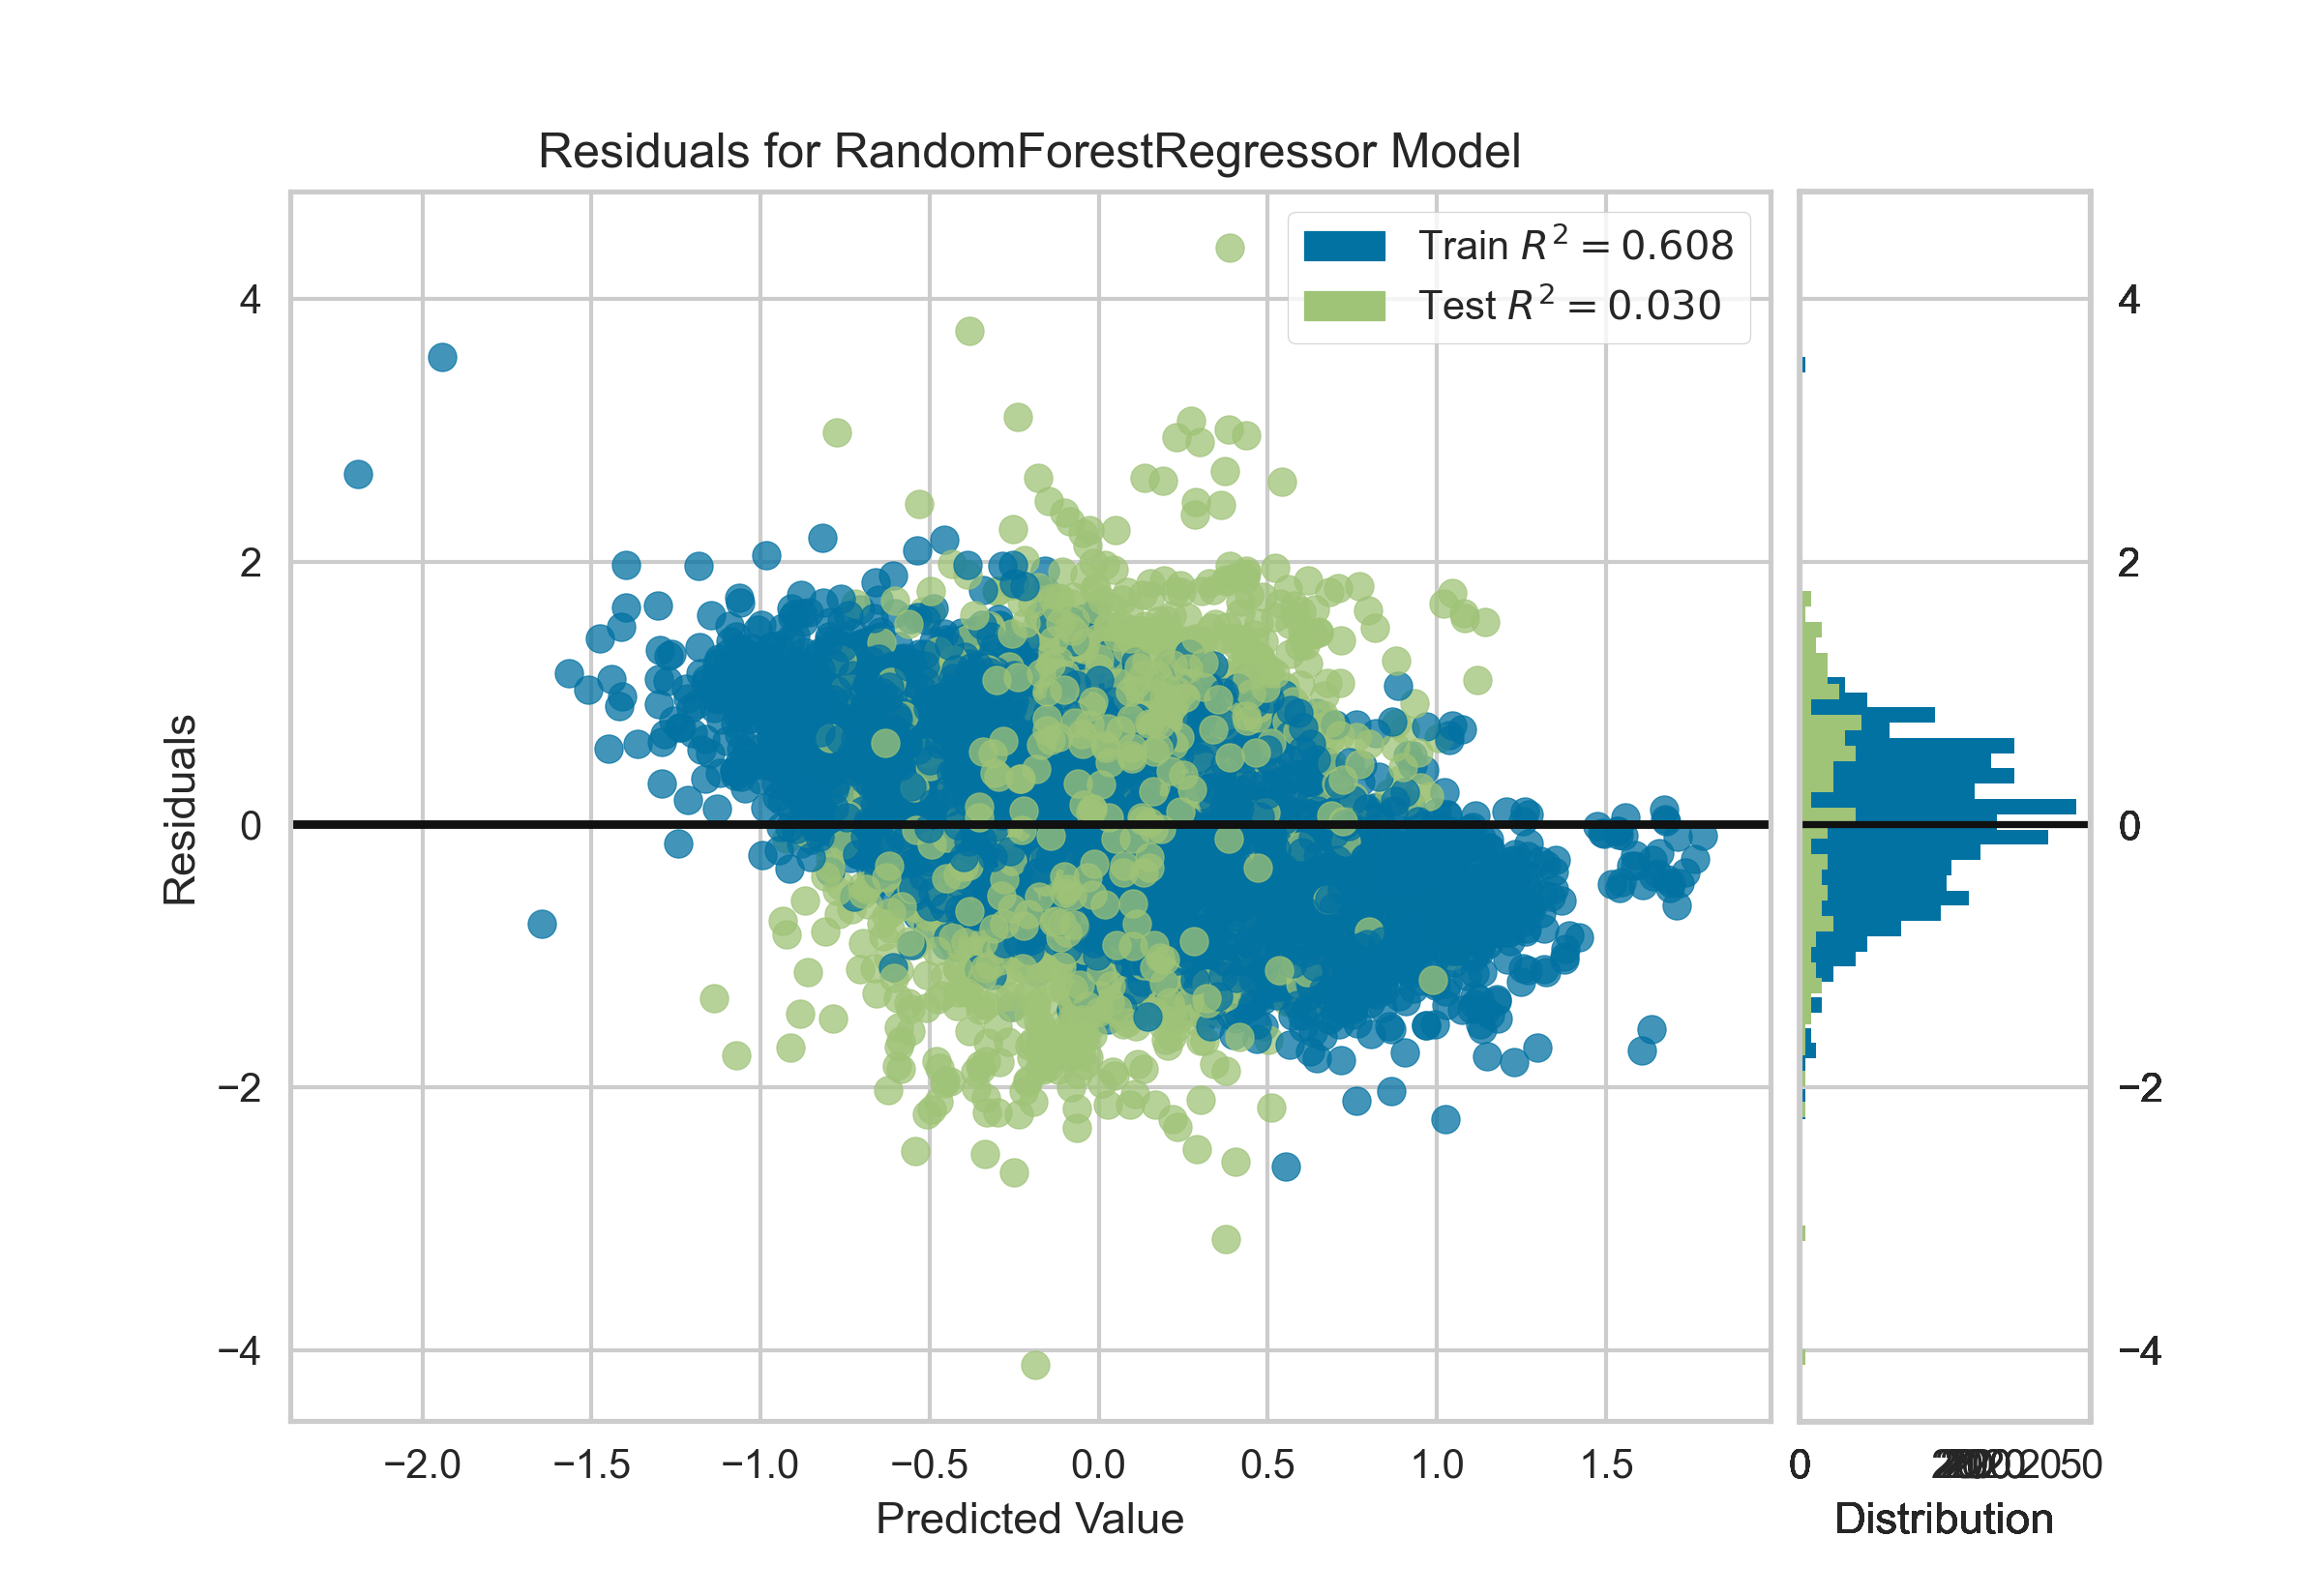 Residuals for RandomForestRegressor Model
Train R² = 0.608
Test R² = 0.030
Residuals
4
2
0
−2
−4
−2.0 −1.5 −1.0 −0.5 0.0 0.5 1.0 1.5
Predicted Value
4
2
0
−2
−4
0 50
Distribution